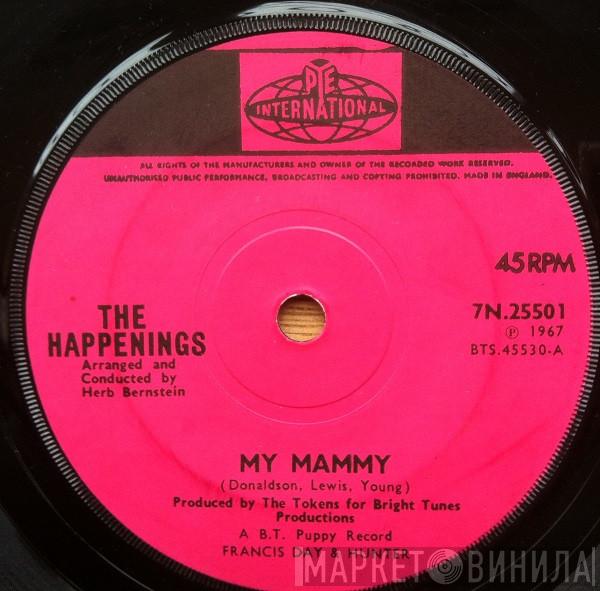 PYE
INTERNATIONAL
ALL RIGHTS OF THE MANUFACTURERS AND OWNER OF THE RECORDED WORK RESERVED.
UNAUTHORISED PUBLIC PERFORMANCE, BROADCASTING AND COPYING PROHIBITED. MADE IN ENGLAND.
45 RPM
7N.25501
Ⓟ 1967
BTS.45530-A
THE
HAPPENINGS
Arranged and
Conducted by
Herb Bernstein
MY MAMMY
(Donaldson, Lewis, Young)
Produced by The Tokens for Bright Tunes
Productions
A B.T. Puppy Record
FRANCIS DAY & HUNTER
МАРКЕТ ВИНИЛА